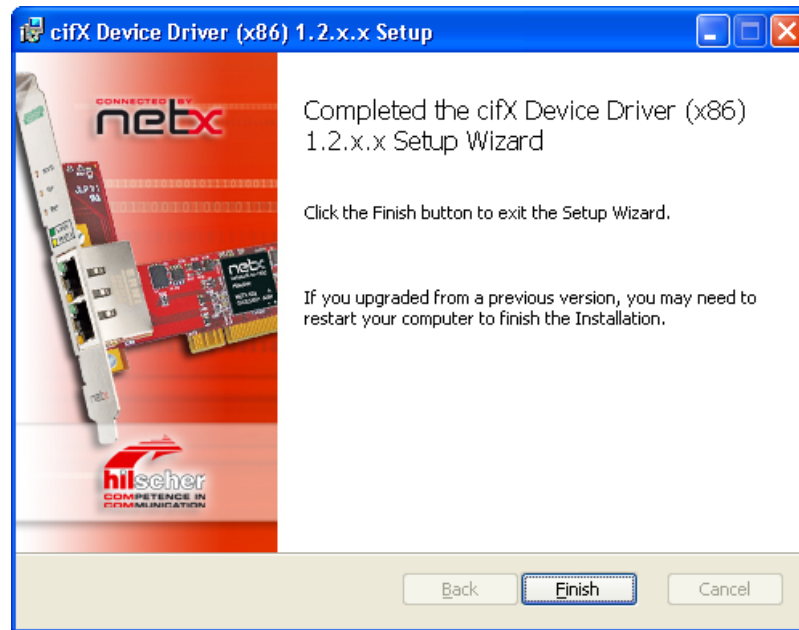 cifX Device Driver (x86) 1.2.x.x Setup
CONNECTED BY
netx
Completed the cifX Device Driver (x86)
1.2.x.x Setup Wizard
Click the Finish button to exit the Setup Wizard.
If you upgraded from a previous version, you may need to
restart your computer to finish the Installation.
netx
netx
hilscher
COMPETENCE IN
COMMUNICATION
Back
Finish
Cancel